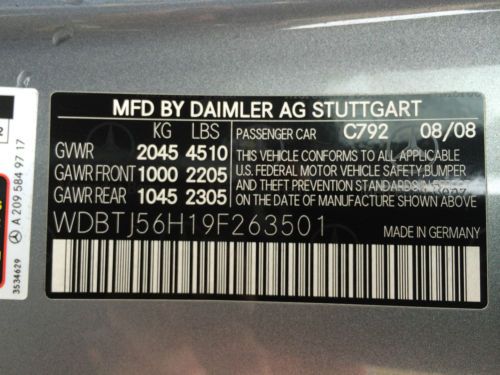 MFD BY DAIMLER AG STUTTGART
KG LBS PASSENGER CAR C792 08/08
GVWR 2045 4510
GAWR FRONT 1000 2205
GAWR REAR 1045 2305
THIS VEHICLE CONFORMS TO ALL APPLICABLE
U.S. FEDERAL MOTOR VEHICLE SAFETY, BUMPER
AND THEFT PREVENTION STANDARDS IN EFFECT
ON THE DATE OF MANUFACTURE SHOWN ABOVE.
WDBTJ56H19F263501
MADE IN GERMANY
A 209 584 97 17
3534629